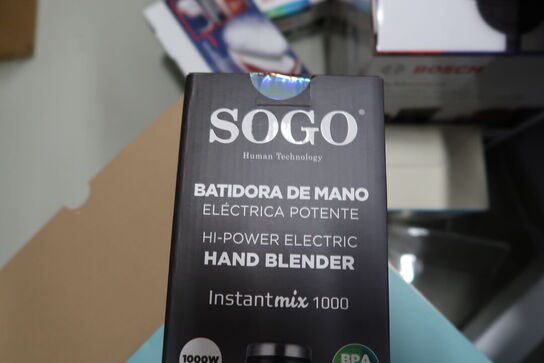 BOSCH
SOGO®
Human Technology
BATIDORA DE MANO
ELÉCTRICA POTENTE
HI-POWER ELECTRIC
HAND BLENDER
Instantmix 1000
1000W
BPA